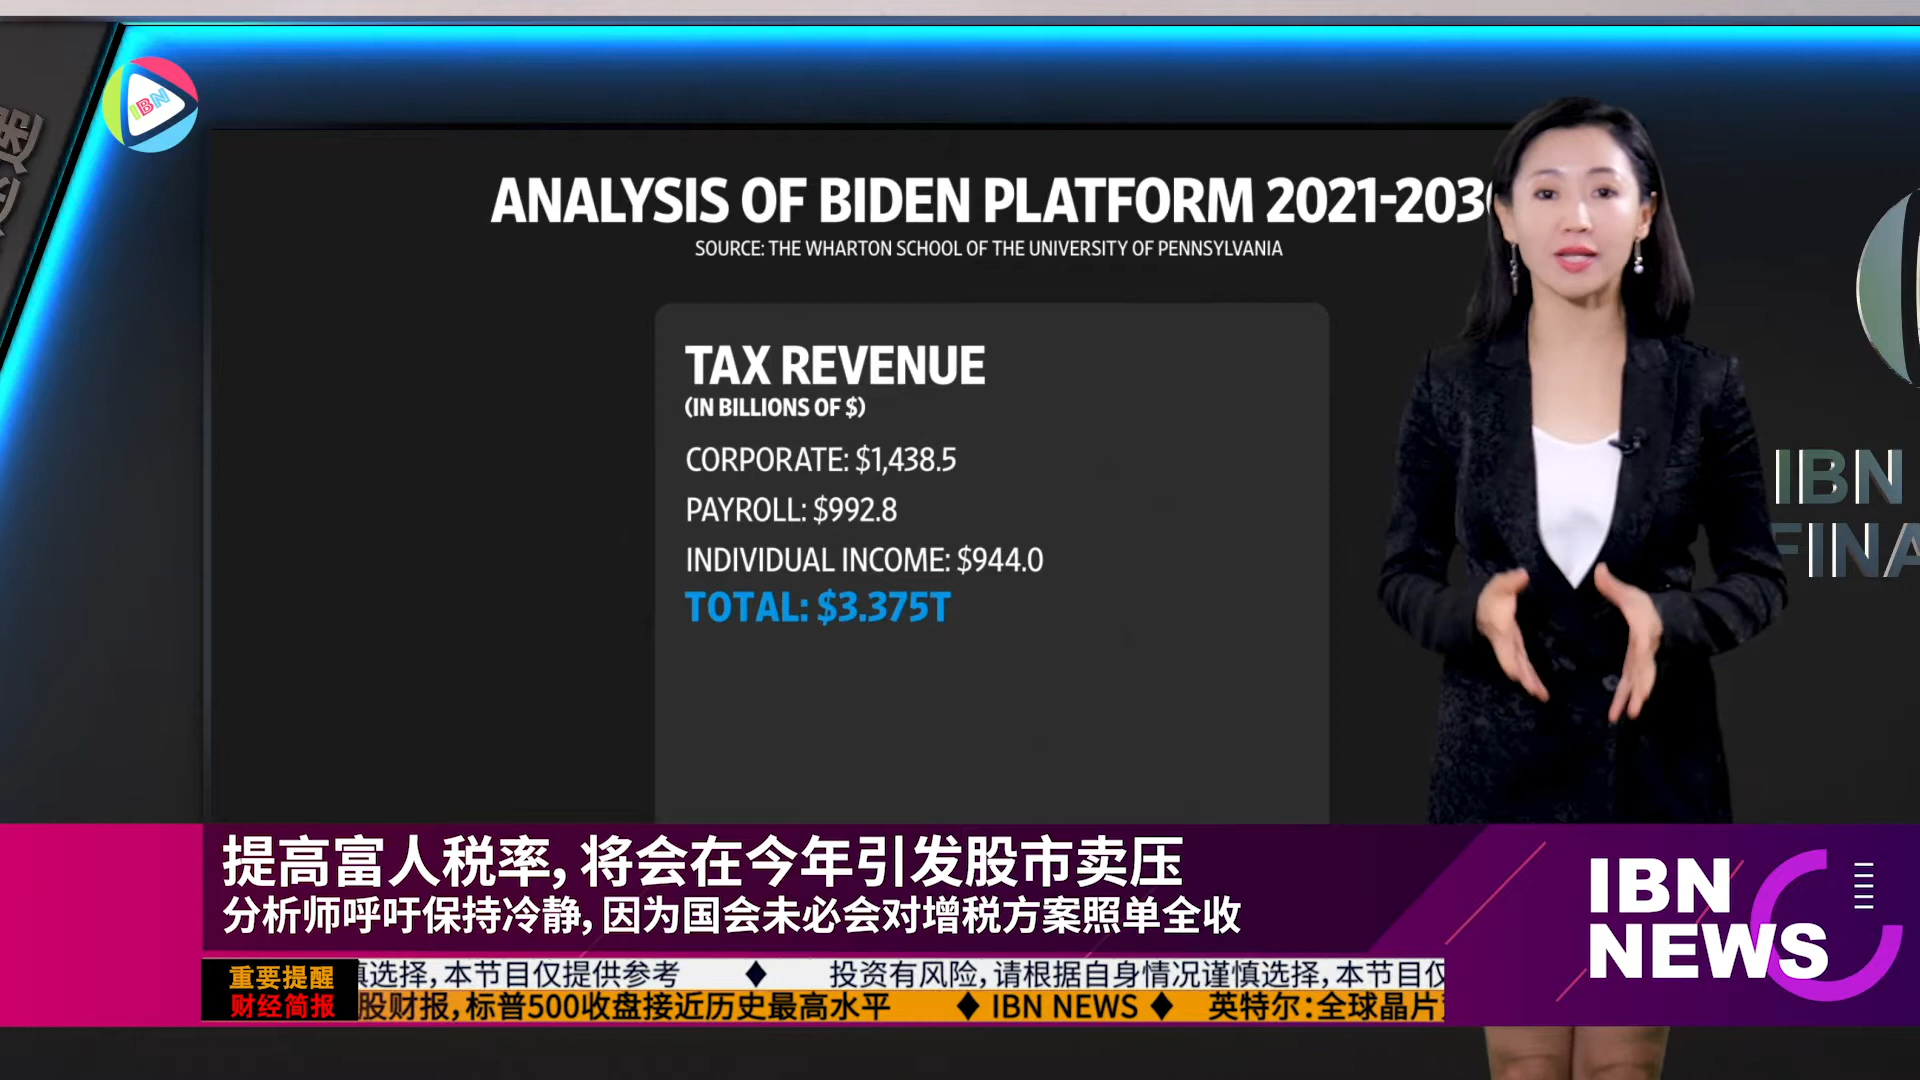 IBN
ANALYSIS OF BIDEN PLATFORM 2021-203
SOURCE: THE WHARTON SCHOOL OF THE UNIVERSITY OF PENNSYLVANIA
TAX REVENUE
(IN BILLIONS OF $)
CORPORATE: $1,438.5
PAYROLL: $992.8
INDIVIDUAL INCOME: $944.0
TOTAL: $3.375T
IBN
FINA
提高富人税率,将会在今年引发股市卖压
分析师呼吁保持冷静,因为国会未必会对增税方案照单全收
IBN
NEWS
重要提醒
选择,本节目仅提供参考 ◆ 投资有风险,请根据自身情况谨慎选择,本节目仅
财经简报
股财报,标普500收盘接近历史最高水平 ◆ IBN NEWS ◆ 英特尔:全球晶片